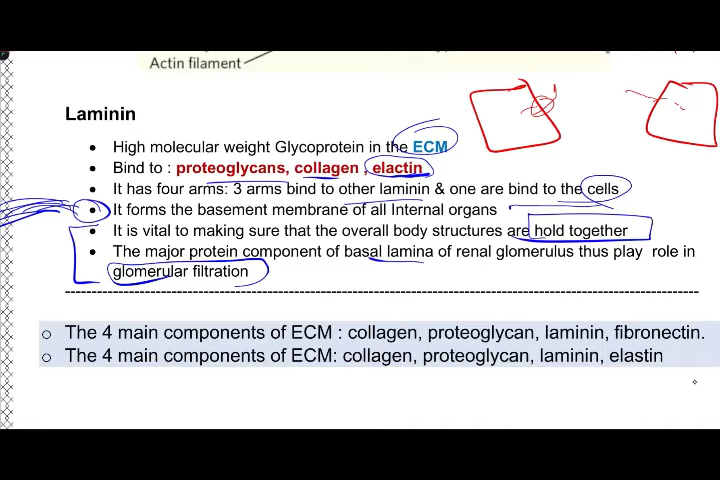 Actin filament
Laminin
• High molecular weight Glycoprotein in the ECM
• Bind to : proteoglycans, collagen , elactin
• It has four arms: 3 arms bind to other laminin & one are bind to the cells
• It forms the basement membrane of all Internal organs
• It is vital to making sure that the overall body structures are hold together
• The major protein component of basal lamina of renal glomerulus thus play role in
glomerular filtration
o The 4 main components of ECM : collagen, proteoglycan, laminin, fibronectin.
o The 4 main components of ECM: collagen, proteoglycan, laminin, elastin